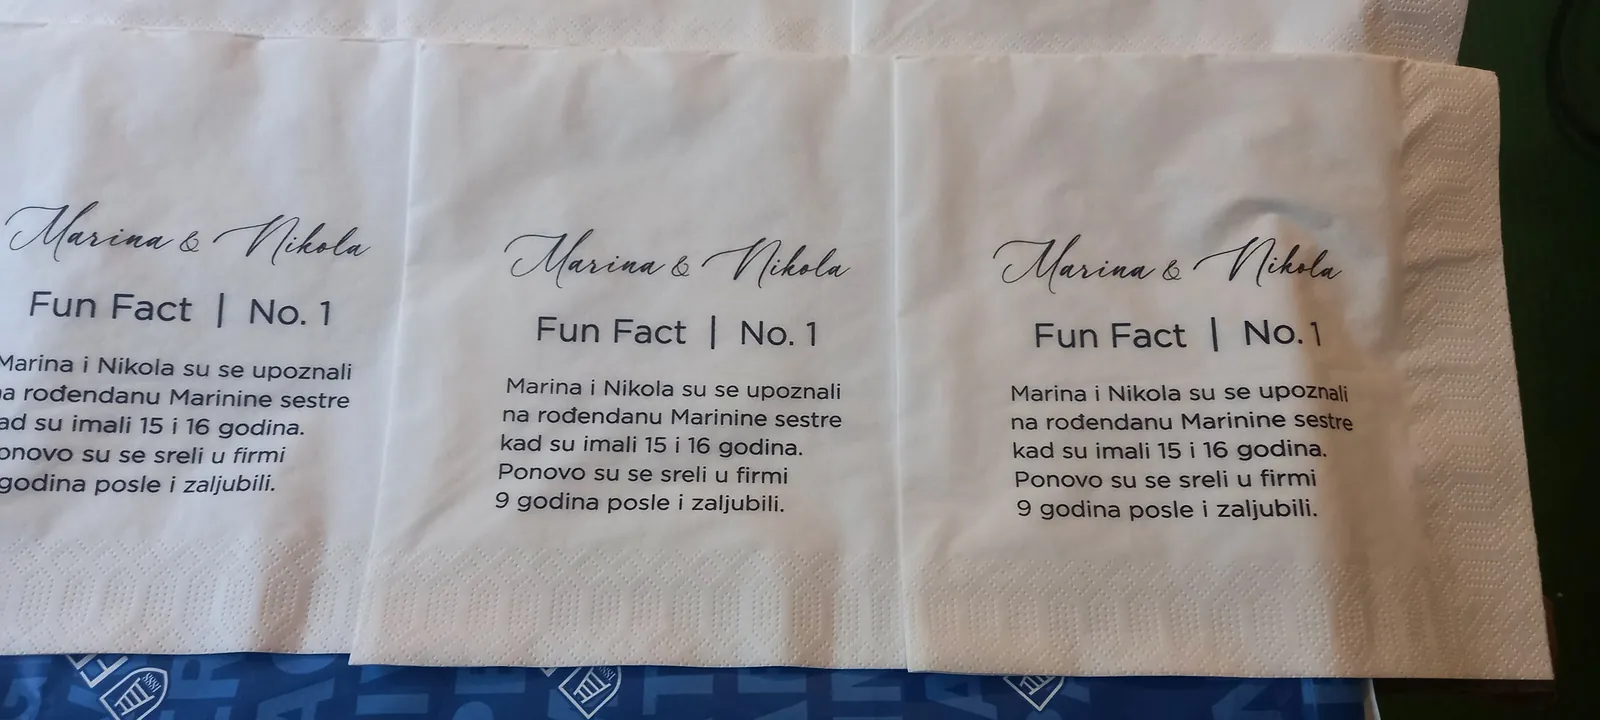 Marina & Nikola
Fun Fact | No. 1
Marina i Nikola su se upoznali
na rođendanu Marinine sestre
kad su imali 15 i 16 godina.
Ponovo su se sreli u firmi
godina posle i zaljubili.
Marina & Nikola
Fun Fact | No. 1
Marina i Nikola su se upoznali
na rođendanu Marinine sestre
kad su imali 15 i 16 godina.
Ponovo su se sreli u firmi
9 godina posle i zaljubili.
Marina & Nikola
Fun Fact | No. 1
Marina i Nikola su se upoznali
na rođendanu Marinine sestre
kad su imali 15 i 16 godina.
Ponovo su se sreli u firmi
9 godina posle i zaljubili.